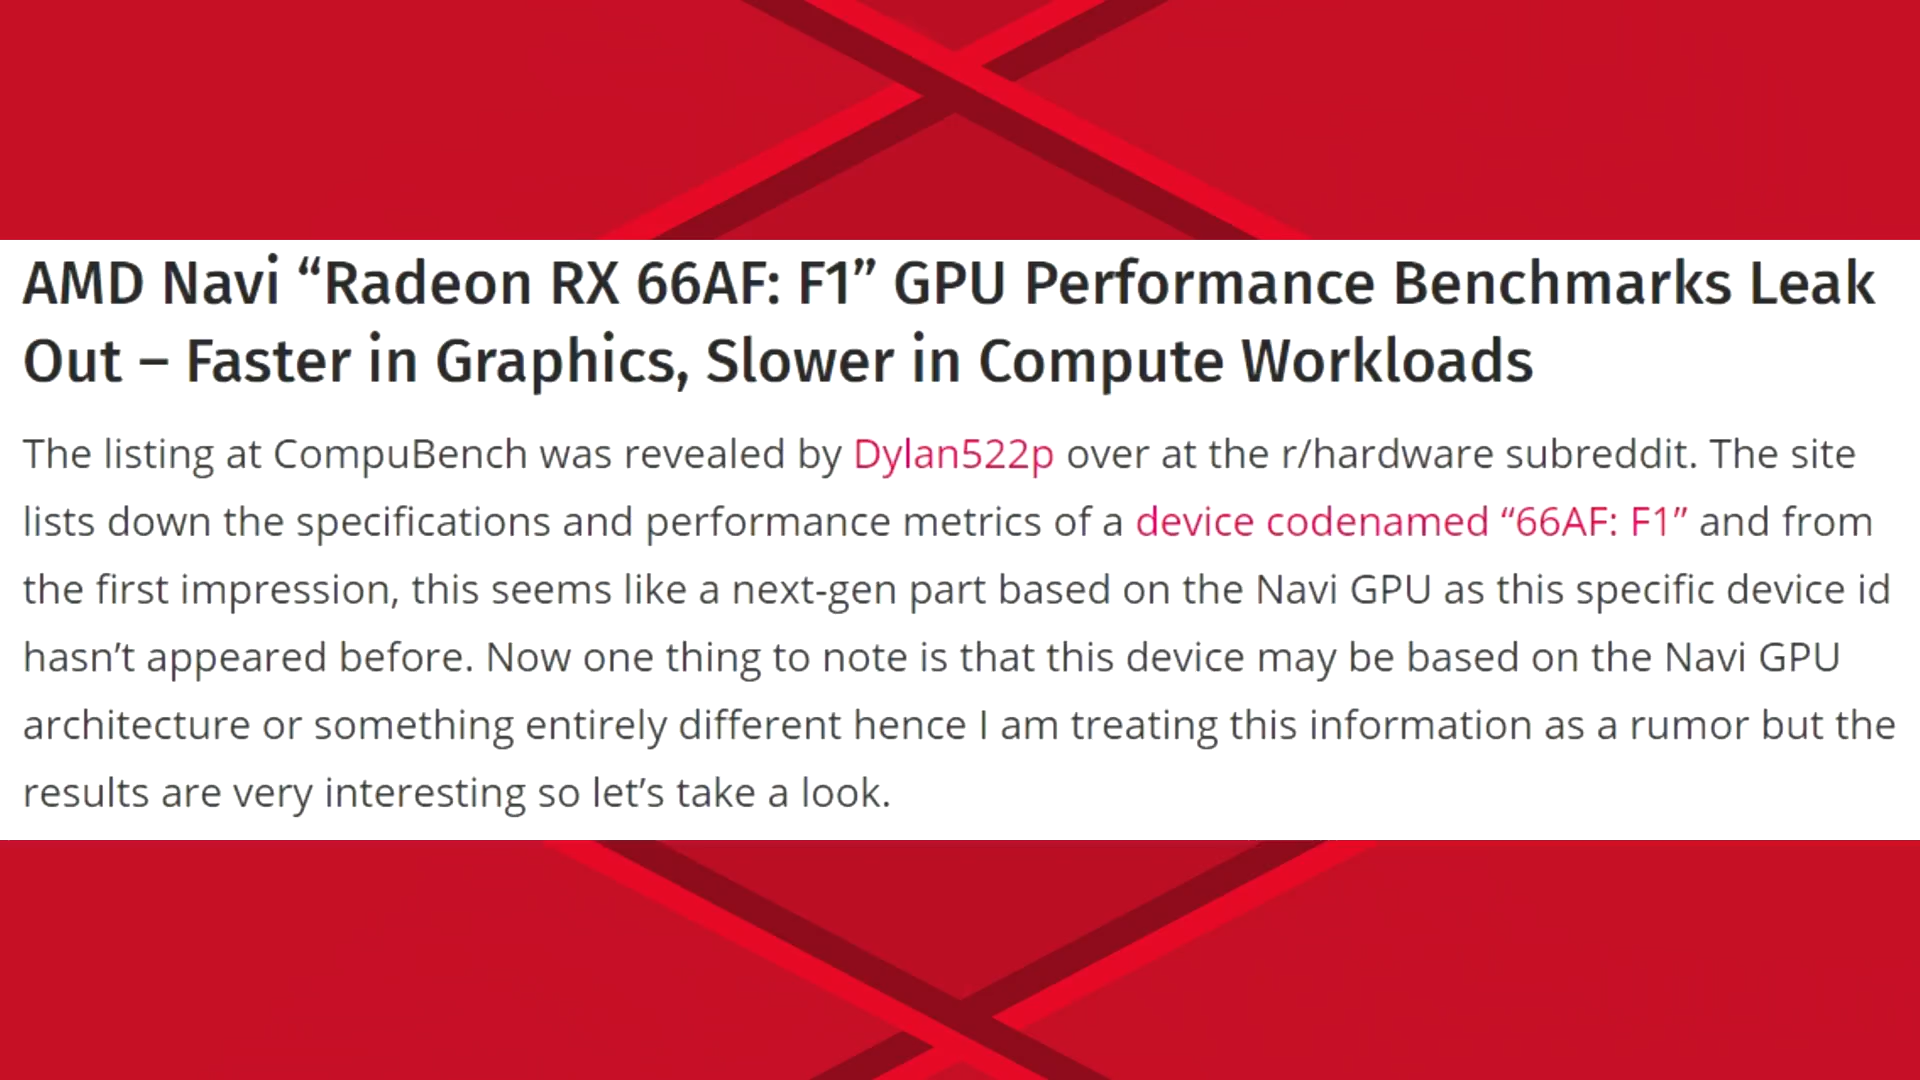 AMD Navi “Radeon RX 66AF: F1” GPU Performance Benchmarks Leak
Out – Faster in Graphics, Slower in Compute Workloads
The listing at CompuBench was revealed by Dylan522p over at the r/hardware subreddit. The site
lists down the specifications and performance metrics of a device codenamed “66AF: F1” and from
the first impression, this seems like a next-gen part based on the Navi GPU as this specific device id
hasn’t appeared before. Now one thing to note is that this device may be based on the Navi GPU
architecture or something entirely different hence I am treating this information as a rumor but the
results are very interesting so let’s take a look.